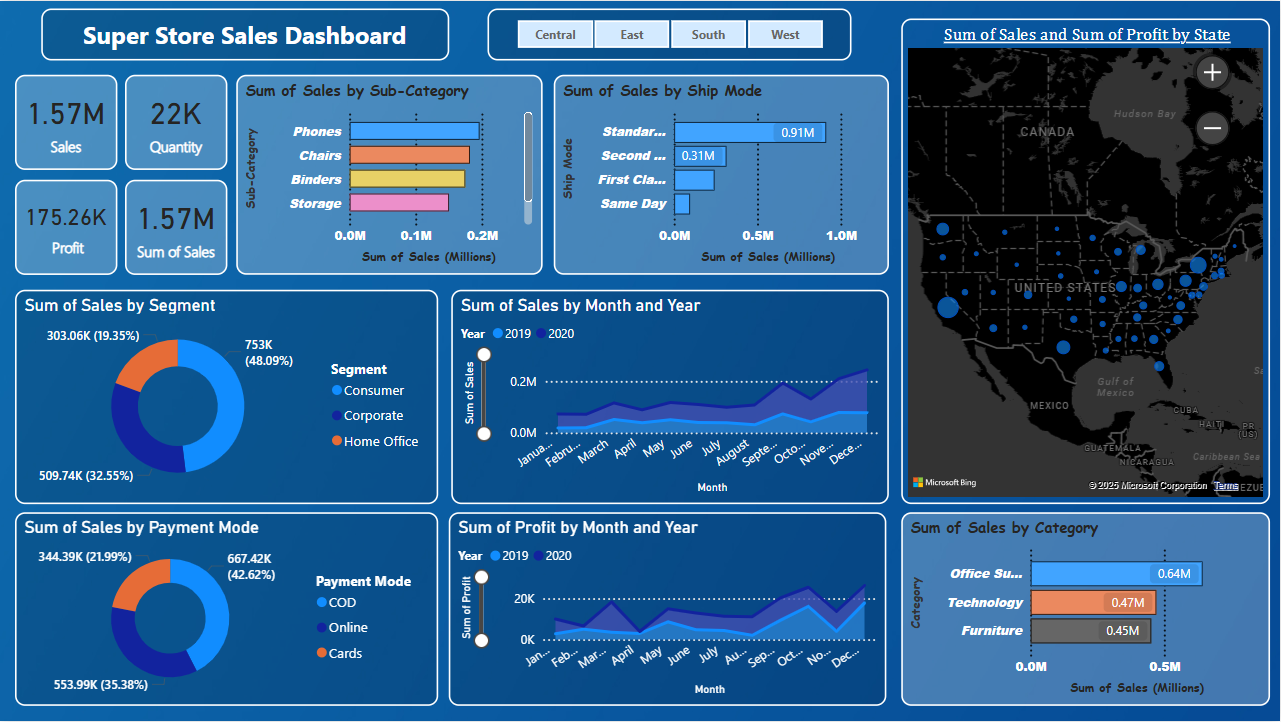 Super Store Sales Dashboard
Central East South West
1.57M
Sales
22K
Quantity
175.26K
Profit
1.57M
Sum of Sales
Sum of Sales by Sub-Category
Sub-Category
Phones
Chairs
Binders
Storage
0.0M 0.1M 0.2M
Sum of Sales (Millions)
Sum of Sales by Ship Mode
Ship Mode
Standar... 0.91M
Second ... 0.31M
First Cla...
Same Day
0.0M 0.5M 1.0M
Sum of Sales (Millions)
Sum of Sales and Sum of Profit by State
CANADA
Hudson Bay
UNITED STATES
MEXICO
Gulf of
Mexico
CUBA
HAITI
PR
(US)
GUATEMALA
NICARAGUA
Caribbean Sea
Sa
EZUE
Microsoft Bing
© 2025 Microsoft Corporation Terms
Sum of Sales by Segment
303.06K (19.35%)
753K
(48.09%)
509.74K (32.55%)
Segment
Consumer
Corporate
Home Office
Sum of Sales by Month and Year
Year 2019 2020
Sum of Sales
0.2M
0.0M
Janua... Febru... March April May June July August Septe... Octo... Nove... Dece...
Month
Sum of Sales by Payment Mode
344.39K (21.99%)
667.42K
(42.62%)
553.99K (35.38%)
Payment Mode
COD
Online
Cards
Sum of Profit by Month and Year
Year 2019 2020
Sum of Profit
20K
0K
Jan... Feb... Mar... April May June July Au... Sep... Oct... No... Dec...
Month
Sum of Sales by Category
Category
Office Su... 0.64M
Technology 0.47M
Furniture 0.45M
0.0M 0.5M
Sum of Sales (Millions)